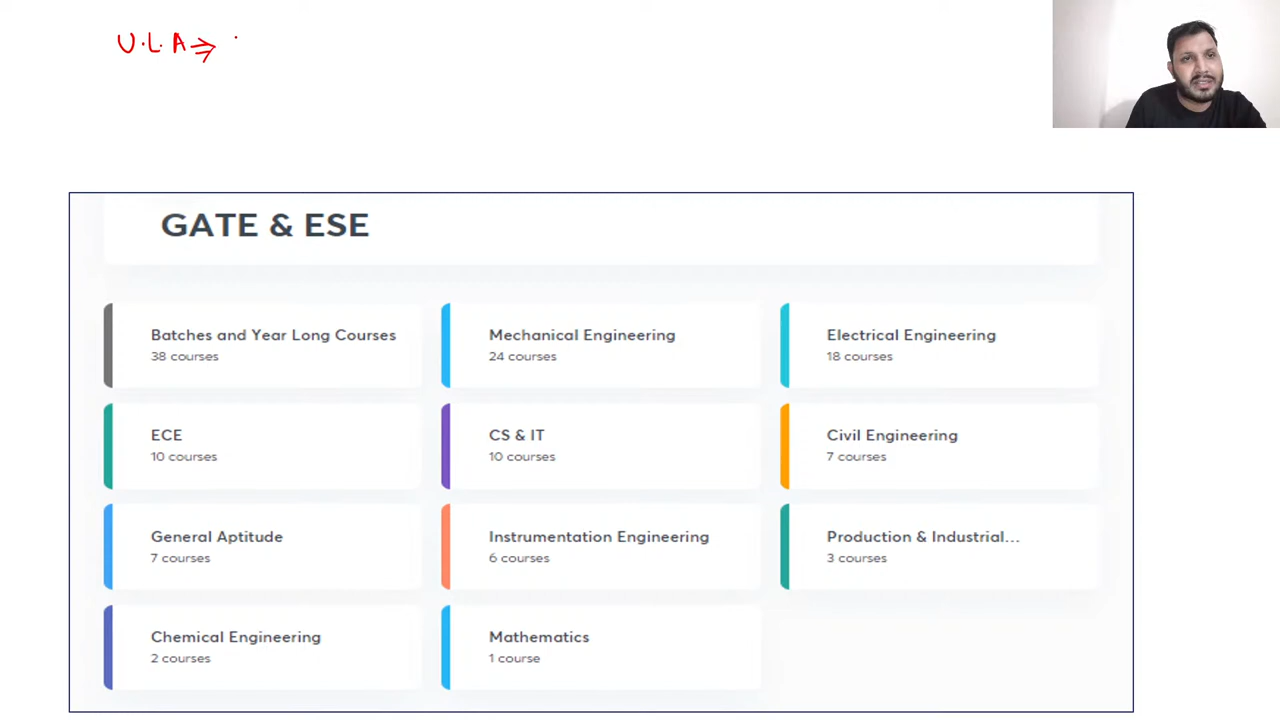 U.L.A ⇒
GATE & ESE
Batches and Year Long Courses
38 courses
Mechanical Engineering
24 courses
Electrical Engineering
18 courses
ECE
10 courses
CS & IT
10 courses
Civil Engineering
7 courses
General Aptitude
7 courses
Instrumentation Engineering
6 courses
Production & Industrial...
3 courses
Chemical Engineering
2 courses
Mathematics
1 course